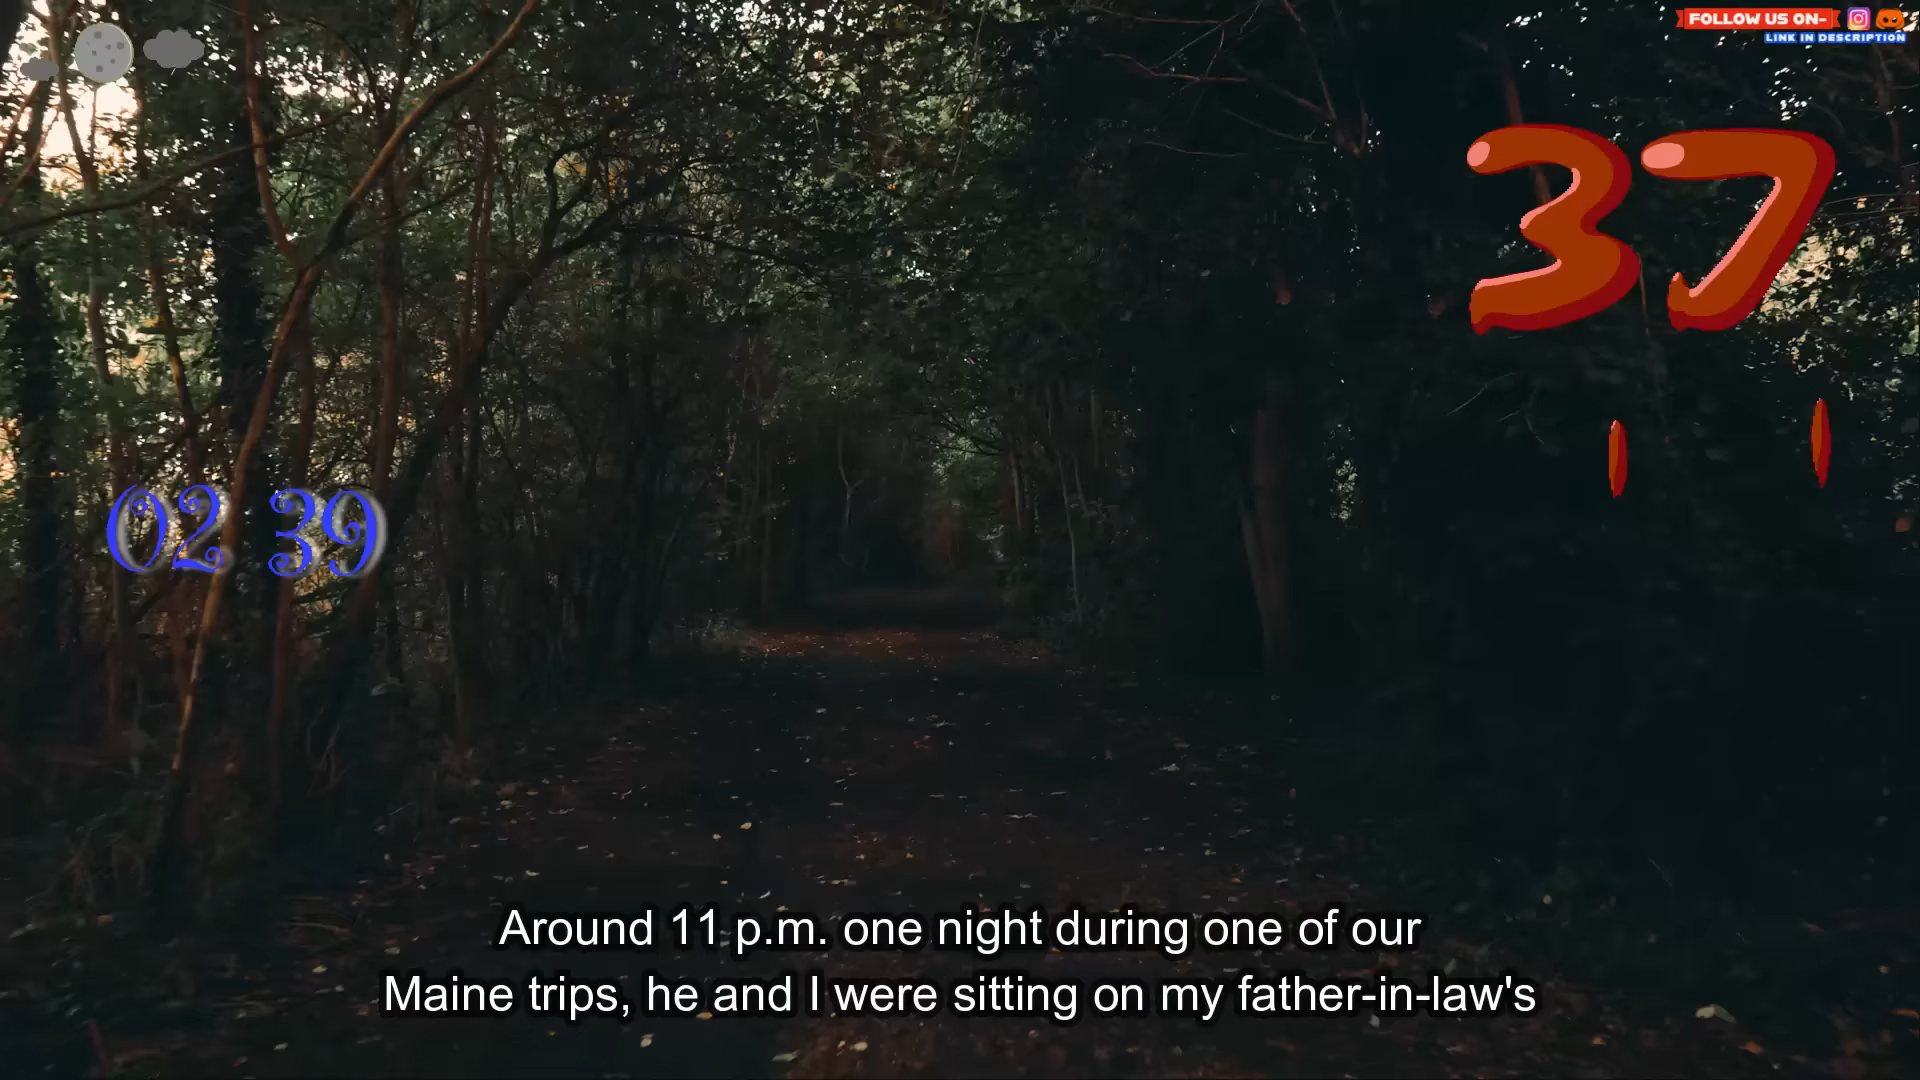 FOLLOW US ON-
LINK IN DESCRIPTION
37
02 39
Around 11 p.m. one night during one of our
Maine trips, he and I were sitting on my father-in-law's